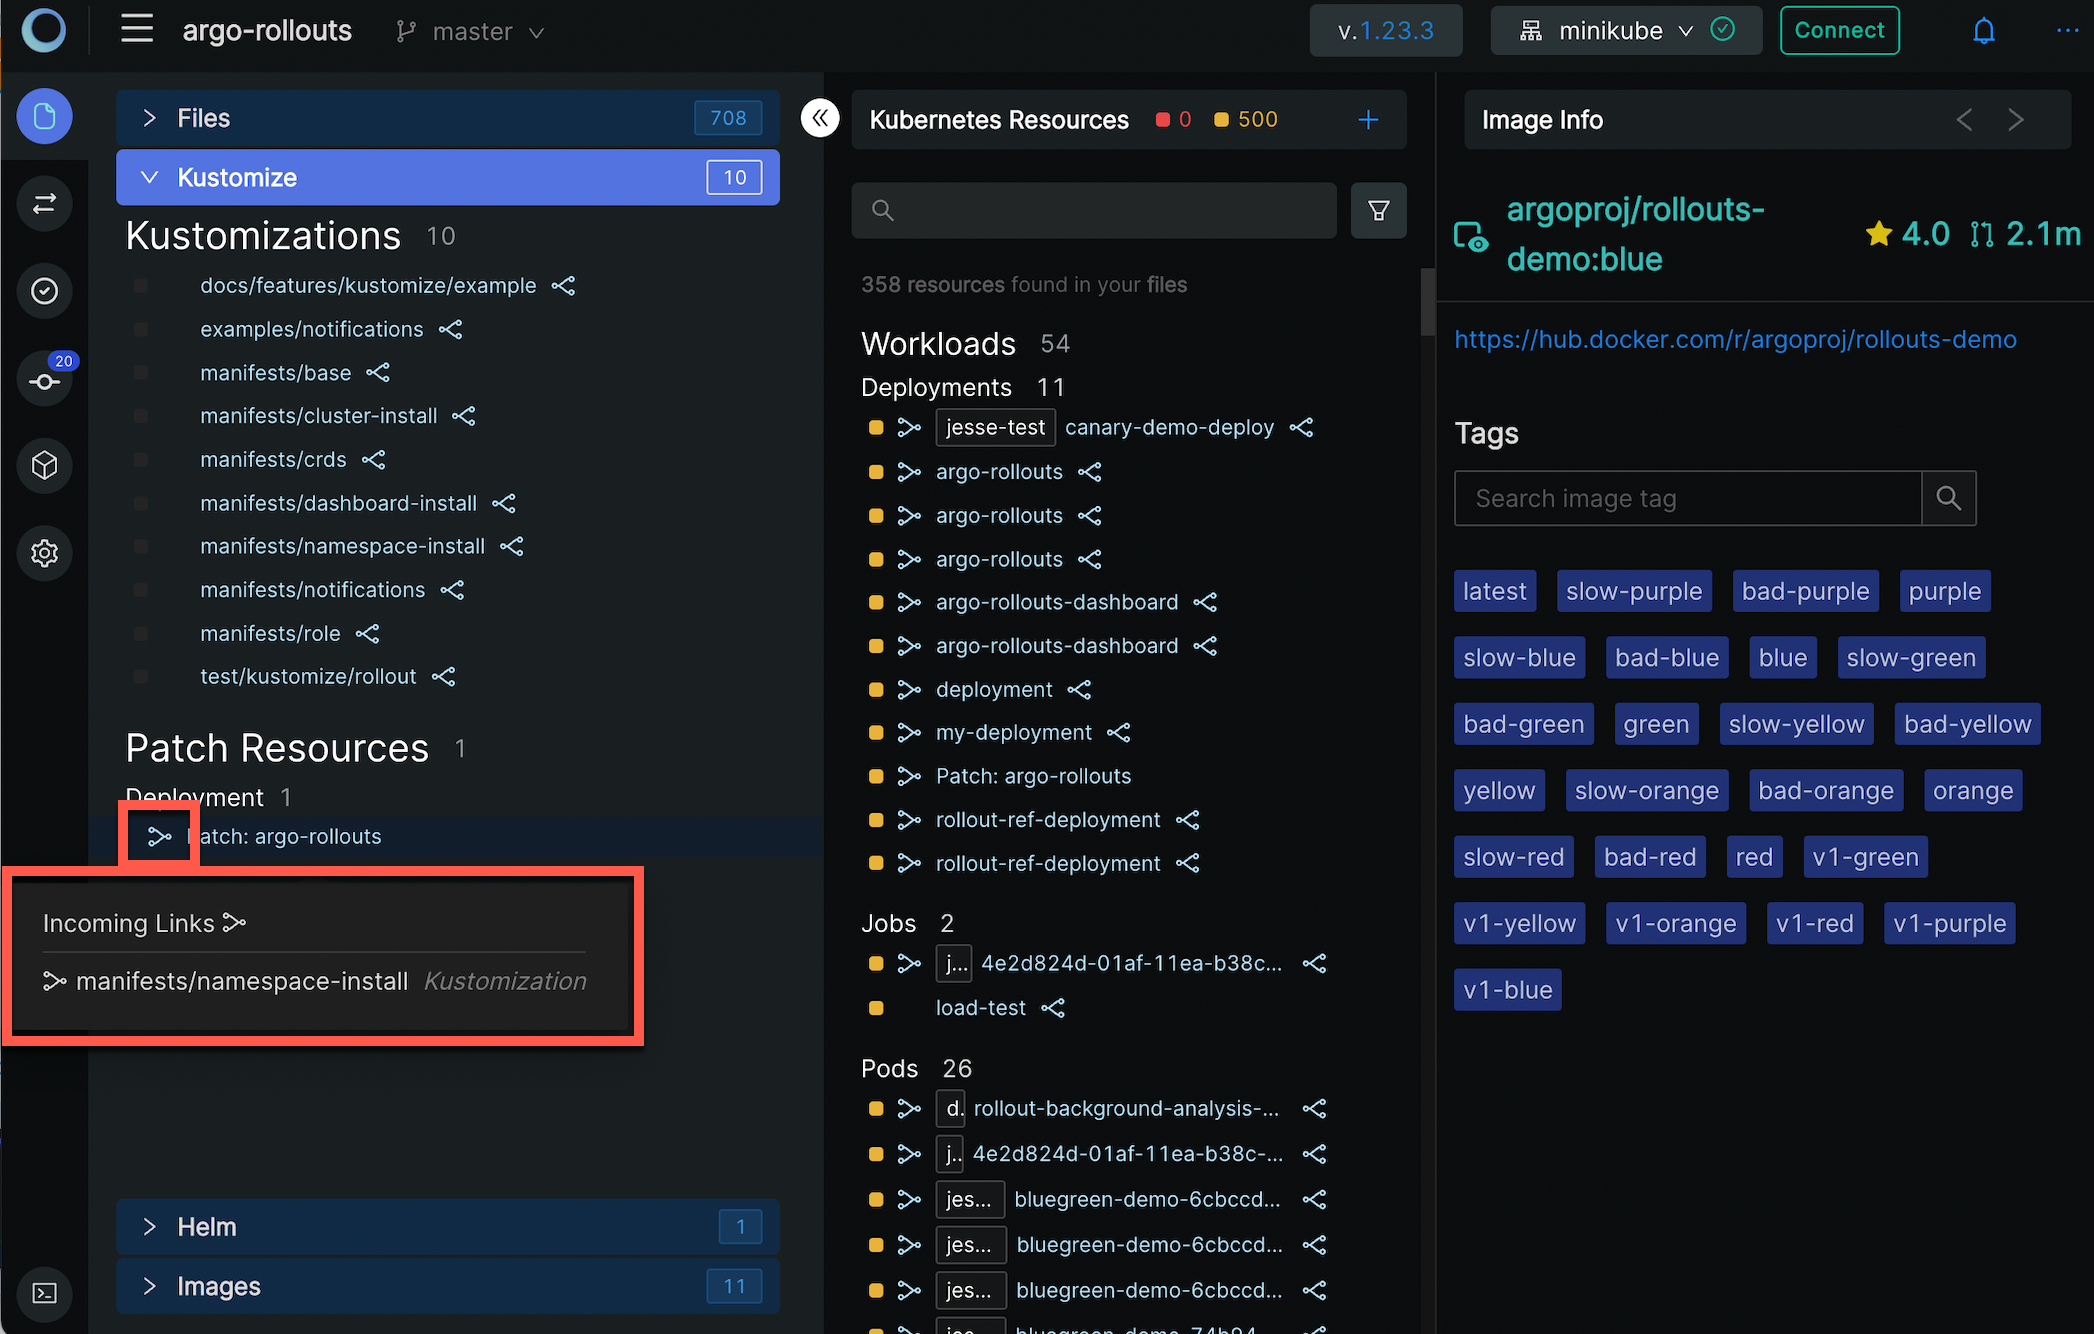 argo-rollouts master v.1.23.3 minikube Connect
Files 708
Kustomize 10
Kustomizations 10
docs/features/kustomize/example
examples/notifications
20
manifests/base
manifests/cluster-install
manifests/crds
manifests/dashboard-install
manifests/namespace-install
manifests/notifications
manifests/role
test/kustomize/rollout
Patch Resources 1
Deployment 1
Patch: argo-rollouts
Incoming Links
manifests/namespace-install Kustomization
Helm 1
Images 11
Kubernetes Resources 0 500
358 resources found in your files
Workloads 54
Deployments 11
jesse-test canary-demo-deploy
argo-rollouts
argo-rollouts
argo-rollouts
argo-rollouts-dashboard
argo-rollouts-dashboard
deployment
my-deployment
Patch: argo-rollouts
rollout-ref-deployment
rollout-ref-deployment
Jobs 2
j... 4e2d824d-01af-11ea-b38c...
load-test
Pods 26
d. rollout-background-analysis-...
j.. 4e2d824d-01af-11ea-b38c-...
jes... bluegreen-demo-6cbccd...
jes... bluegreen-demo-6cbccd...
jes... bluegreen-demo-6cbccd...
Image Info
argoproj/rollouts-
demo:blue
4.0 2.1m
https://hub.docker.com/r/argoproj/rollouts-demo
Tags
Search image tag
latest slow-purple bad-purple purple
slow-blue bad-blue blue slow-green
bad-green green slow-yellow bad-yellow
yellow slow-orange bad-orange orange
slow-red bad-red red v1-green
v1-yellow v1-orange v1-red v1-purple
v1-blue